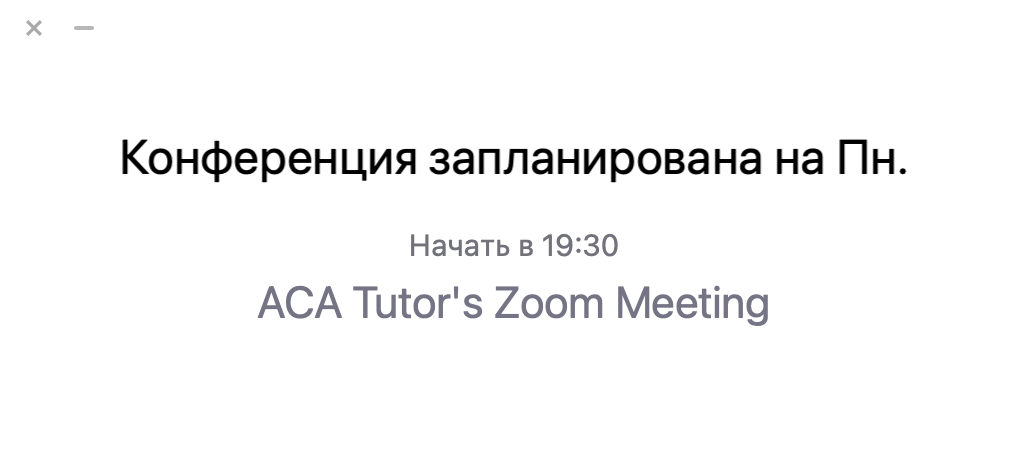 Конференция запланирована на Пн.
Начать в 19:30
ACA Tutor's Zoom Meeting